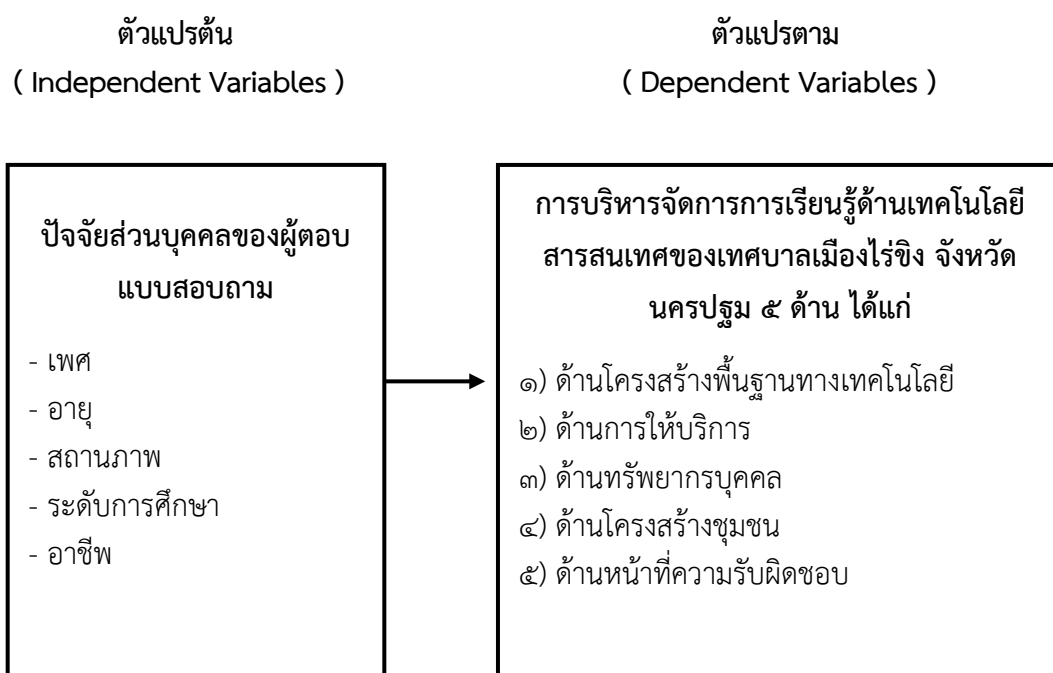 ตัวแปรต้น
( Independent Variables )
ตัวแปรตาม
( Dependent Variables )
ปัจจัยส่วนบุคคลของผู้ตอบ
แบบสอบถาม
- เพศ
- อายุ
- สถานภาพ
- ระดับการศึกษา
- อาชีพ
การบริหารจัดการการเรียนรู้ด้านเทคโนโลยี
สารสนเทศของเทศบาลเมืองไร่ขิง จังหวัด
นครปฐม ๕ ด้าน ได้แก่
๑) ด้านโครงสร้างพื้นฐานทางเทคโนโลยี
๒) ด้านการให้บริการ
๓) ด้านทรัพยากรบุคคล
๔) ด้านโครงสร้างชุมชน
๕) ด้านหน้าที่ความรับผิดชอบ